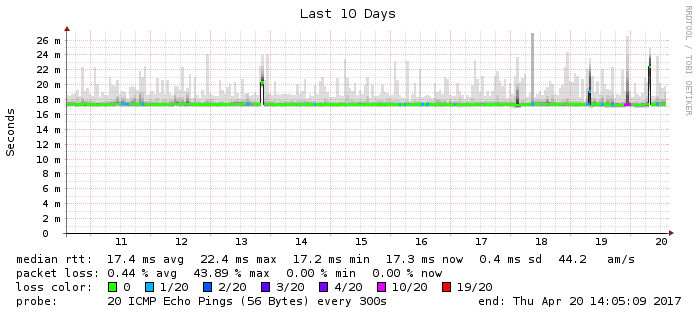 Last 10 Days
RRDTOOL / TOBI OETIKER
Seconds
26 m
24 m
22 m
20 m
18 m
16 m
14 m
12 m
10 m
8 m
6 m
4 m
2 m
0
11 12 13 14 15 16 17 18 19 20
median rtt: 17.4 ms avg 22.4 ms max 17.2 ms min 17.3 ms now 0.4 ms sd 44.2 am/s
packet loss: 0.44 % avg 43.89 % max 0.00 % min 0.00 % now
loss color: 0 1/20 2/20 3/20 4/20 10/20 19/20
probe: 20 ICMP Echo Pings (56 Bytes) every 300s end: Thu Apr 20 14:05:09 2017